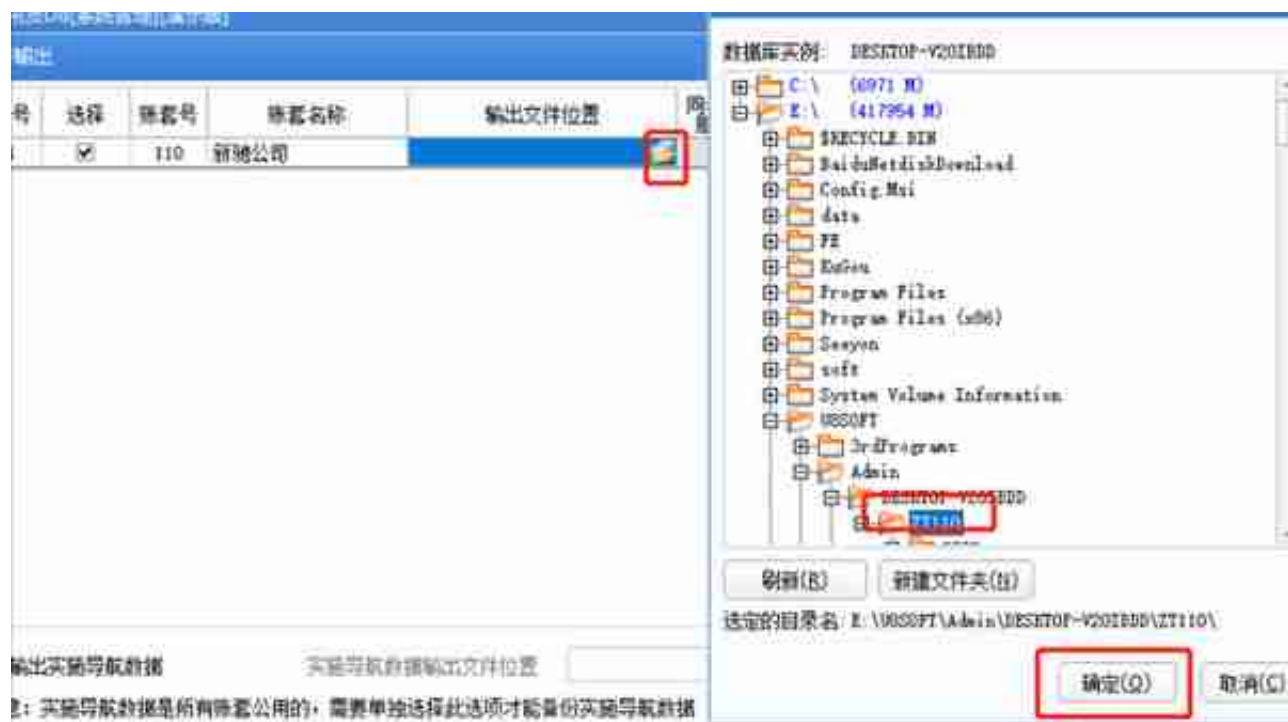 输出
号 选择 账套号 账套名称 输出文件位置
110 新驰公司
输出实施导航数据 实施导航数据输出文件位置
实施导航数据是所有账套公用的，需要单独选择此选项才能备份实施导航数据
数据库实例: DESKTOP-V20IBDD
C:\ (6971 M)
E:\ (417954 M)
$RECYCLE.BIN
BaiduNetdiskDownload
Config.Msi
data
KuGou
Program Files
Program Files (x86)
Seeyon
soft
System Volume Information
U8SOFT
3rdPrograms
Admin
DESKTOP-V20IBDD
ZT110
刷新(R) 新建文件夹(N)
选定的目录名: E:\U8SOFT\Admin\DESKTOP-V20IBDD\ZT110\
确定(O) 取消(C)